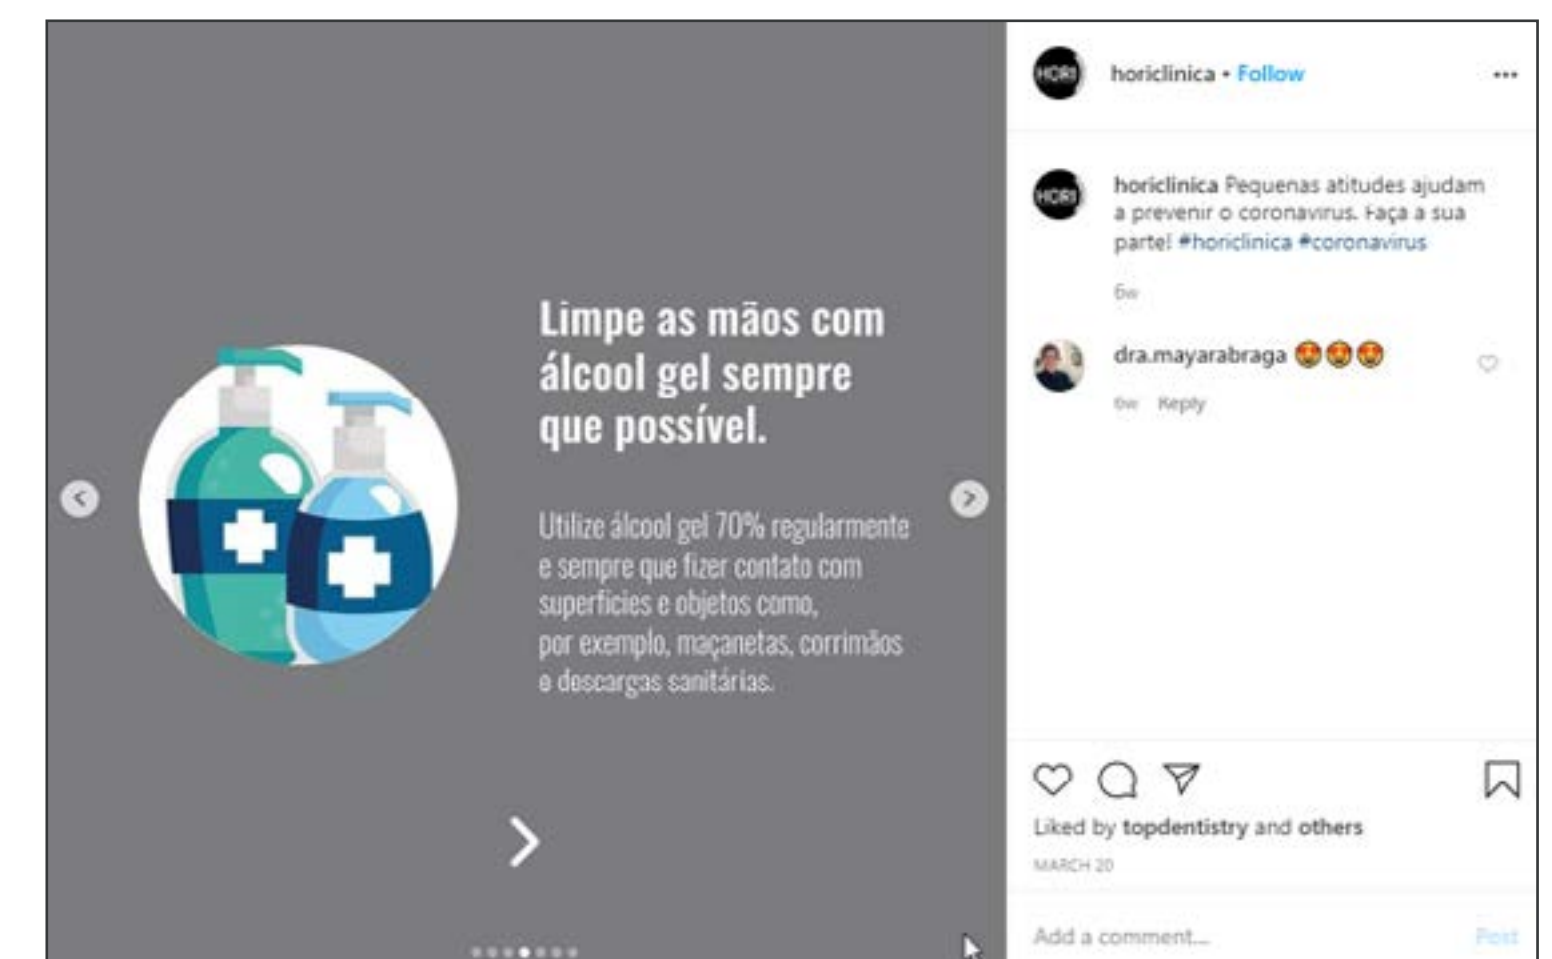 Limpe as mãos com
álcool gel sempre
que possível.
Utilize álcool gel 70% regularmente
e sempre que fizer contato com
superfícies e objetos como,
por exemplo, maçanetas, corrimãos
e descargas sanitárias.
HORI
horiclinica • Follow
HORI
horiclinica Pequenas atitudes ajudam
a prevenir o coronavirus. Faça a sua
parte! #horiclinica #coronavirus
6w
dra.mayarabraga 😍😍😍
6w Reply
Liked by topdentistry and others
MARCH 20
Add a comment...
Post